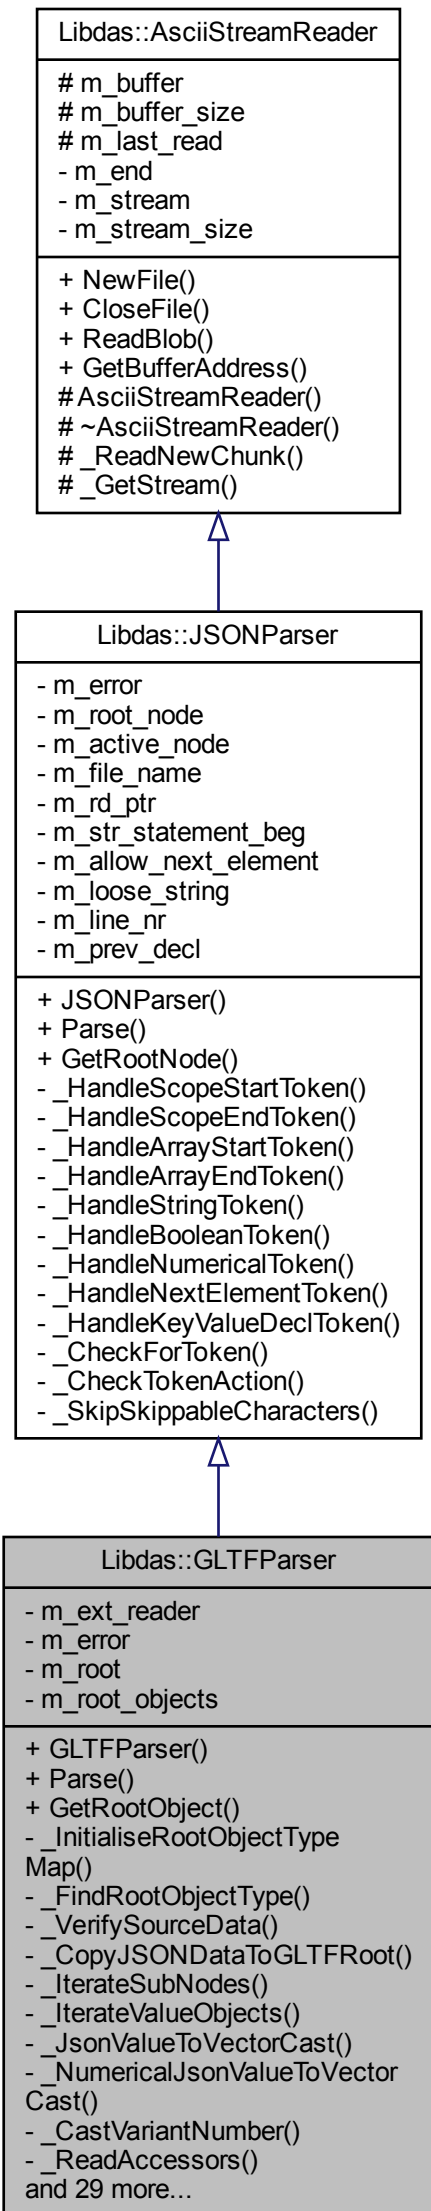 Libdas::AsciiStreamReader
# m_buffer
# m_buffer_size
# m_last_read
- m_end
- m_stream
- m_stream_size
+ NewFile()
+ CloseFile()
+ ReadBlob()
+ GetBufferAddress()
# AsciiStreamReader()
# ~AsciiStreamReader()
# _ReadNewChunk()
# _GetStream()
Libdas::JSONParser
- m_error
- m_root_node
- m_active_node
- m_file_name
- m_rd_ptr
- m_str_statement_beg
- m_allow_next_element
- m_loose_string
- m_line_nr
- m_prev_decl
+ JSONParser()
+ Parse()
+ GetRootNode()
- _HandleScopeStartToken()
- _HandleScopeEndToken()
- _HandleArrayStartToken()
- _HandleArrayEndToken()
- _HandleStringToken()
- _HandleBooleanToken()
- _HandleNumericalToken()
- _HandleNextElementToken()
- _HandleKeyValueDeclToken()
- _CheckForToken()
- _CheckTokenAction()
- _SkipSkippableCharacters()
Libdas::GLTFParser
- m_ext_reader
- m_error
- m_root
- m_root_objects
+ GLTFParser()
+ Parse()
+ GetRootObject()
- _InitialiseRootObjectType
Map()
- _FindRootObjectType()
- _VerifySourceData()
- _CopyJSONDataToGLTFRoot()
- _IterateSubNodes()
- _IterateValueObjects()
- _JsonValueToVectorCast()
- _NumericalJsonValueToVector
Cast()
- _CastVariantNumber()
- _ReadAccessors()
and 29 more...